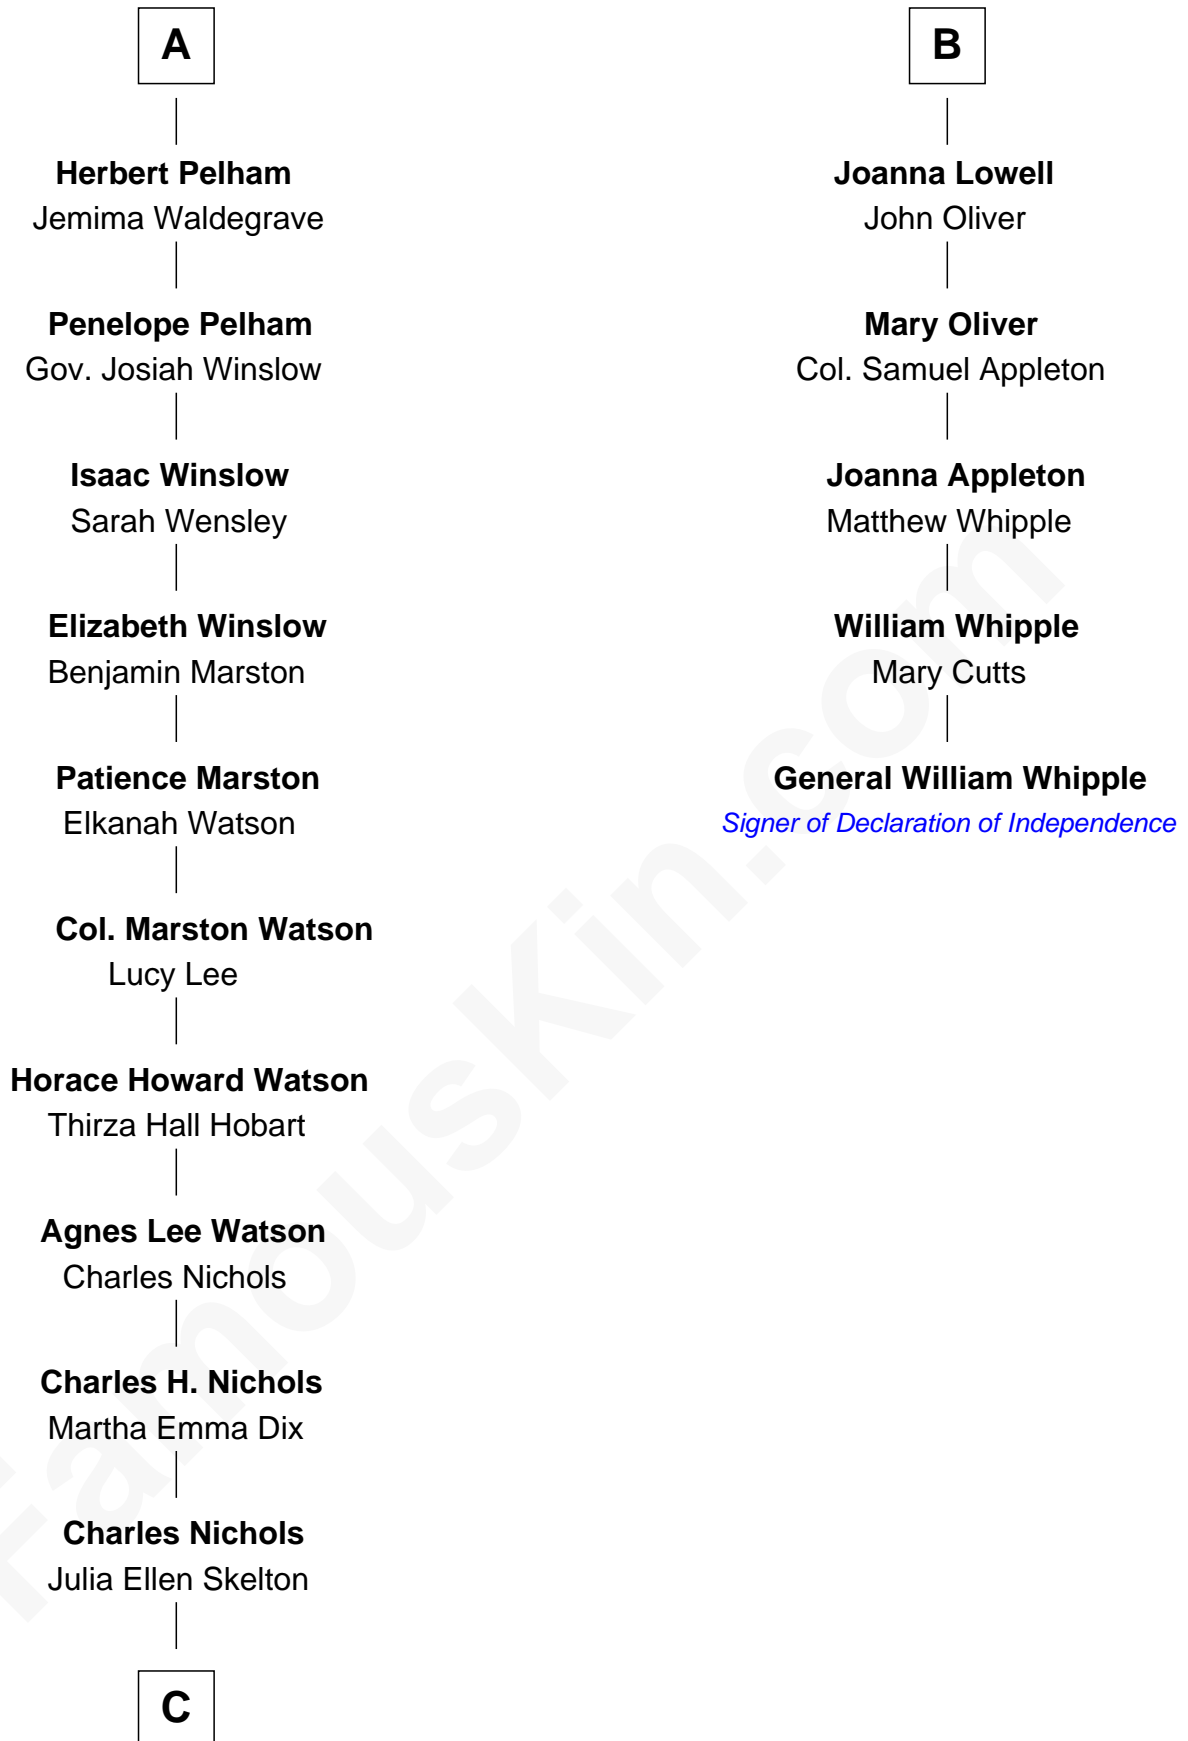 A
Herbert Pelham
Jemima Waldegrave
Penelope Pelham
Gov. Josiah Winslow
Isaac Winslow
Sarah Wensley
Elizabeth Winslow
Benjamin Marston
Patience Marston
Elkanah Watson
Col. Marston Watson
Lucy Lee
Horace Howard Watson
Thirza Hall Hobart
Agnes Lee Watson
Charles Nichols
Charles H. Nichols
Martha Emma Dix
Charles Nichols
Julia Ellen Skelton
C
B
Joanna Lowell
John Oliver
Mary Oliver
Col. Samuel Appleton
Joanna Appleton
Matthew Whipple
William Whipple
Mary Cutts
General William Whipple
Signer of Declaration of Independence
FamousKin.com